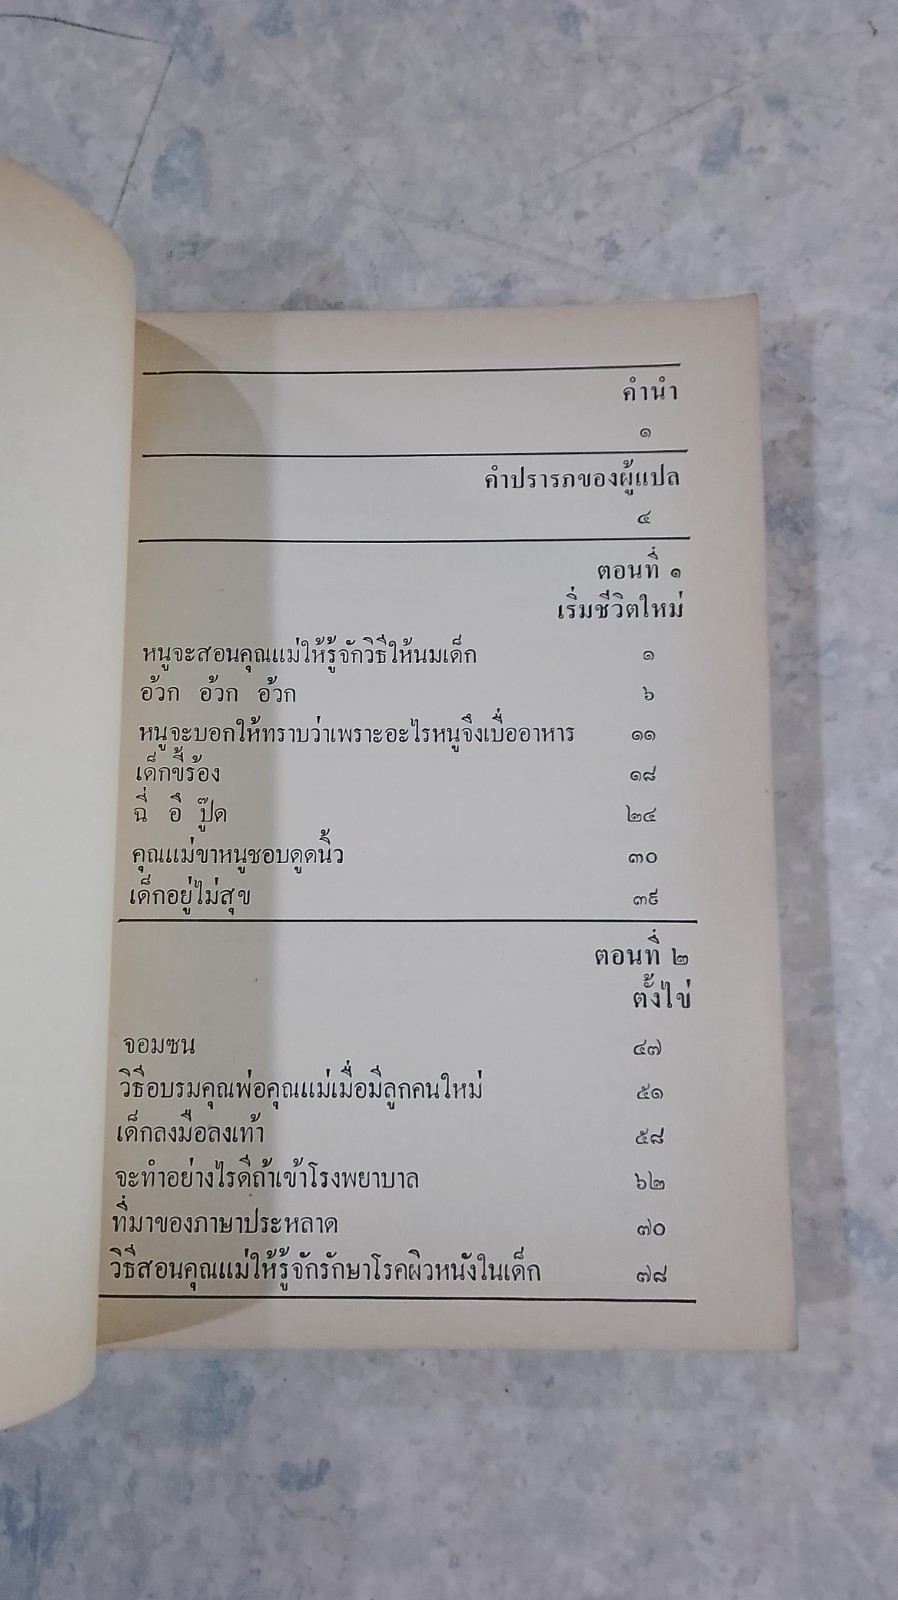 คำนำ
๑
คำปรารภของผู้แปล
๔
ตอนที่ ๑
เริ่มชีวิตใหม่
หนูจะสอนคุณแม่ให้รู้จักวิธีให้นมเด็ก ๑
อ้วก อ้วก อ้วก ๖
หนูจะบอกให้ทราบว่าเพราะอะไรหนูจึงเบื่ออาหาร ๑๑
เด็กขี้ร้อง ๑๘
ฉี่ อึ ปู๊ด ๒๔
คุณแม่ขาหนูชอบดูดนิ้ว ๓๐
เด็กอยู่ไม่สุข ๓๙
ตอนที่ ๒
ตั้งไข่
จอมซน ๔๗
วิธีอบรมคุณพ่อคุณแม่เมื่อมีลูกคนใหม่ ๕๑
เด็กลงมือลงเท้า ๕๘
จะทำอย่างไรดีถ้าเข้าโรงพยาบาล ๖๒
ที่มาของภาษาประหลาด ๗๐
วิธีสอนคุณแม่ให้รู้จักรักษาโรคผิวหนังในเด็ก ๗๘